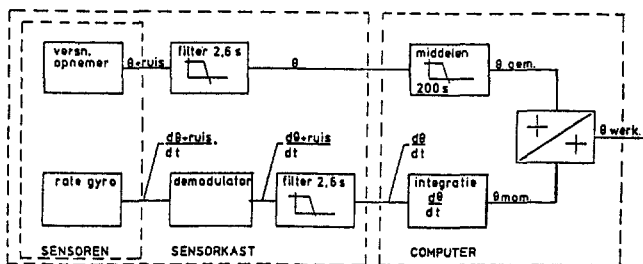 versn. opnemer
θ+ruis
filter 2,6 s
θ
middelen
200 s
θ gem.
θ werk.
rate gyro
dθ+ruis.
dt
demodulator
dθ+ruis
dt
filter 2,6 s
dθ
dt
integratie
dθ
dt
θmom.
+
+
SENSOREN
SENSORKAST
COMPUTER